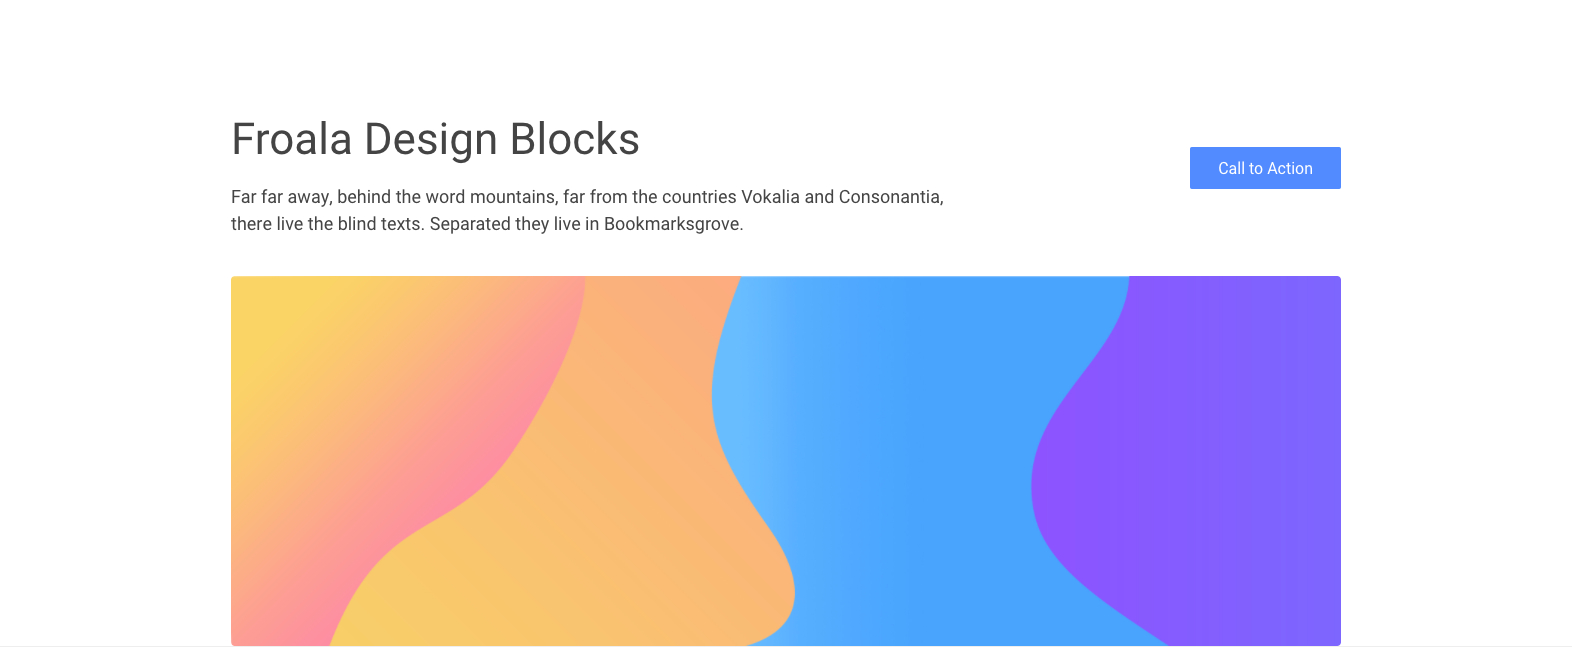 Froala Design Blocks
Call to Action
Far far away, behind the word mountains, far from the countries Vokalia and Consonantia,
there live the blind texts. Separated they live in Bookmarksgrove.